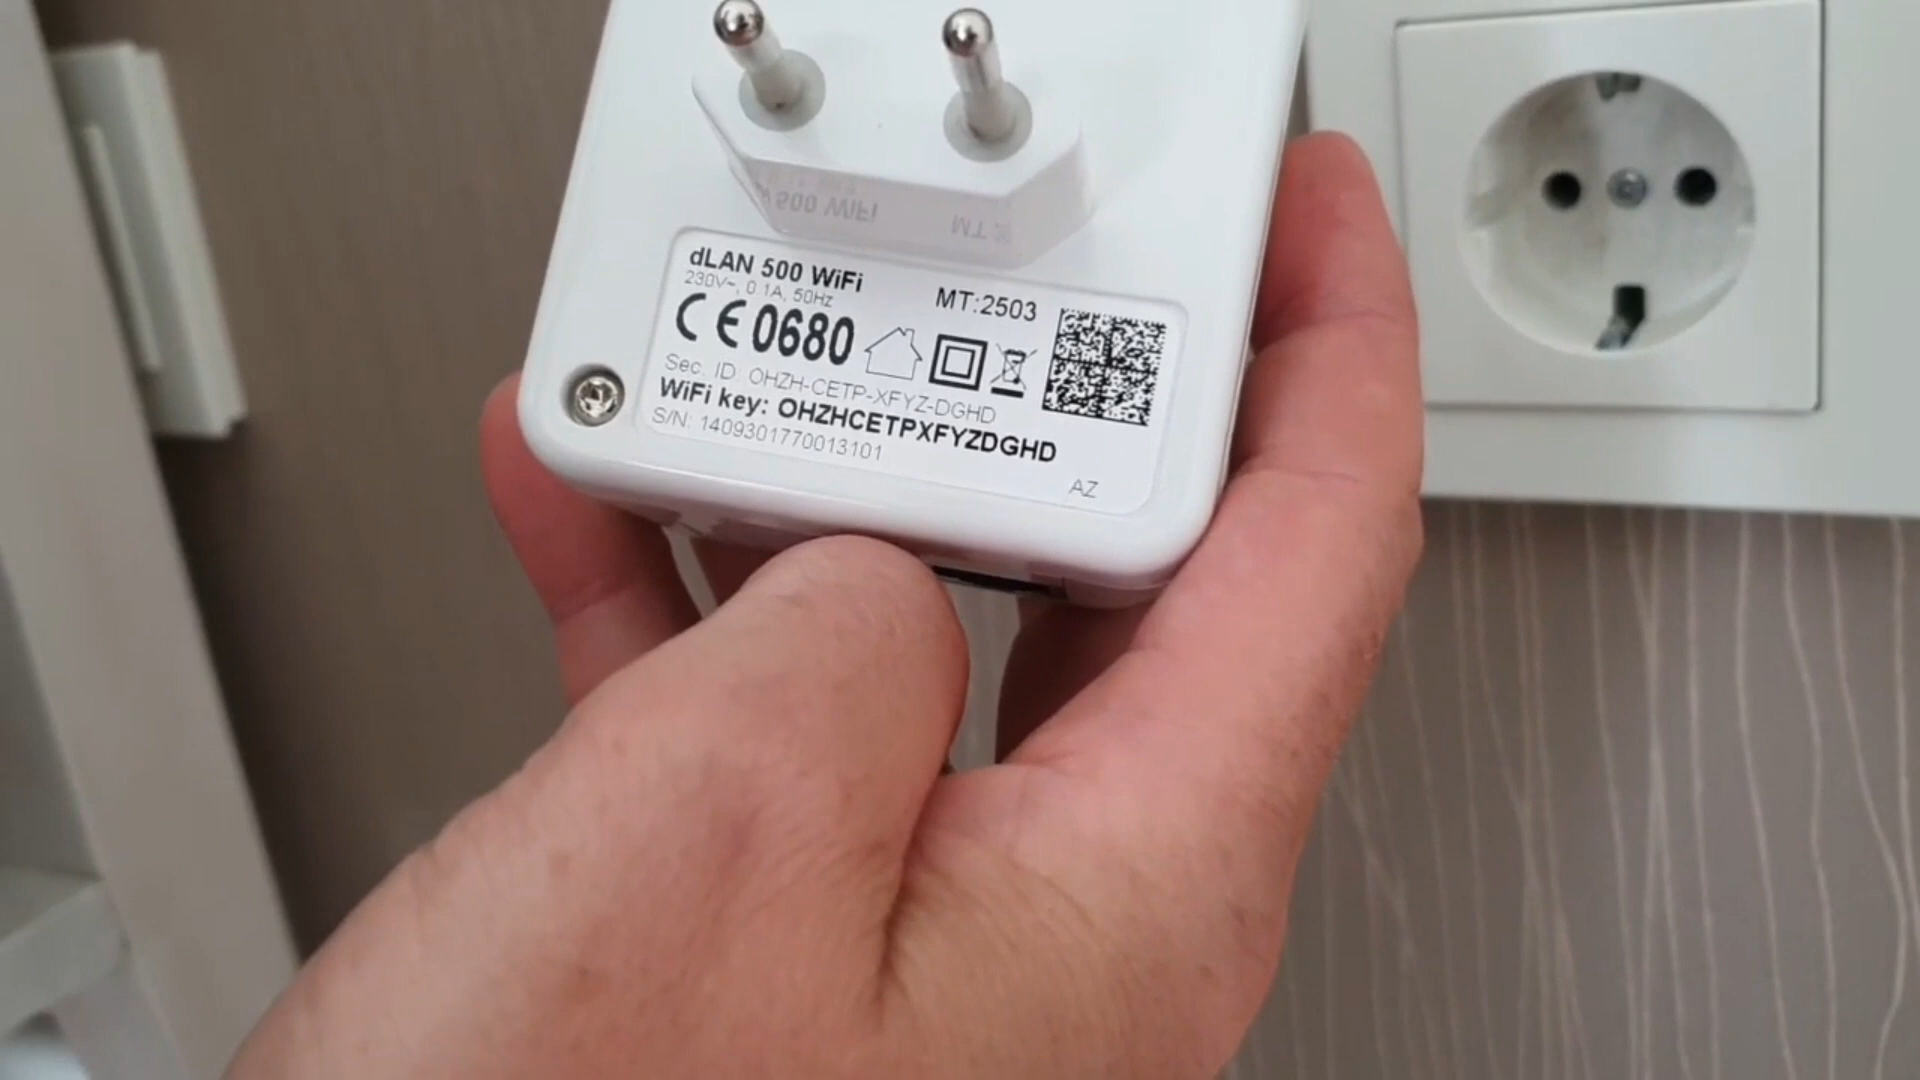 dLAN 500 WiFi
230V~, 0.1A, 50Hz
MT:2503
CE 0680
Sec. ID: OHZH-CETP-XFYZ-DGHD
WiFi key: OHZHCETPXFYZDGHD
S/N: 1409301770013101
AZ